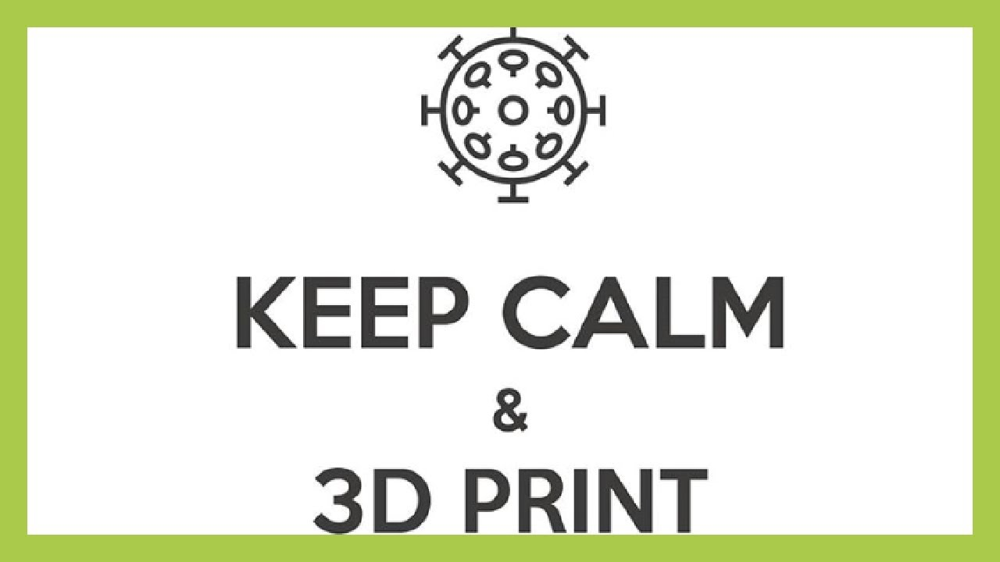 KEEP CALM
&
3D PRINT